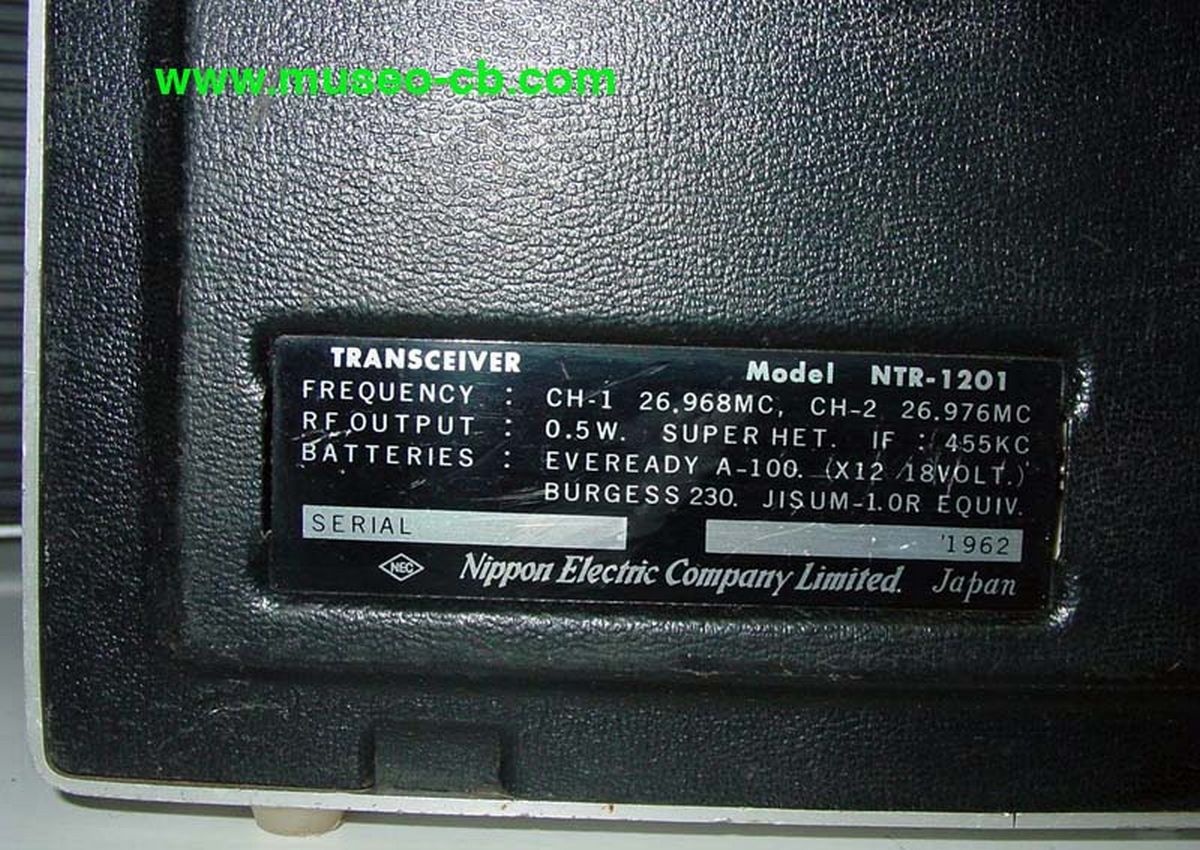 www.museo-cb.com
TRANSCEIVER Model NTR-1201
FREQUENCY : CH-1 26.968MC, CH-2 26.976MC
RF OUTPUT : 0.5W. SUPER HET. IF : 455KC
BATTERIES : EVEREADY A-100. (X12 18VOLT.)
BURGESS 230. JISUM-1.OR EQUIV.
SERIAL '1962
NEC Nippon Electric Company Limited. Japan